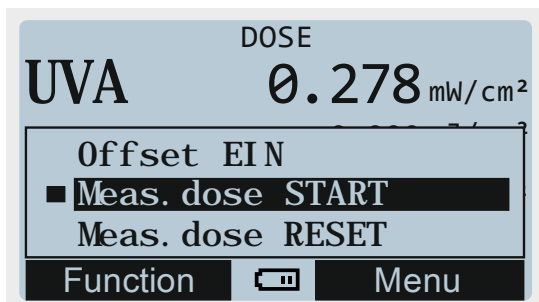 DOSE
UVA 0.278 mW/cm²
Offset EIN
Meas.dose START
Meas.dose RESET
Function Menu